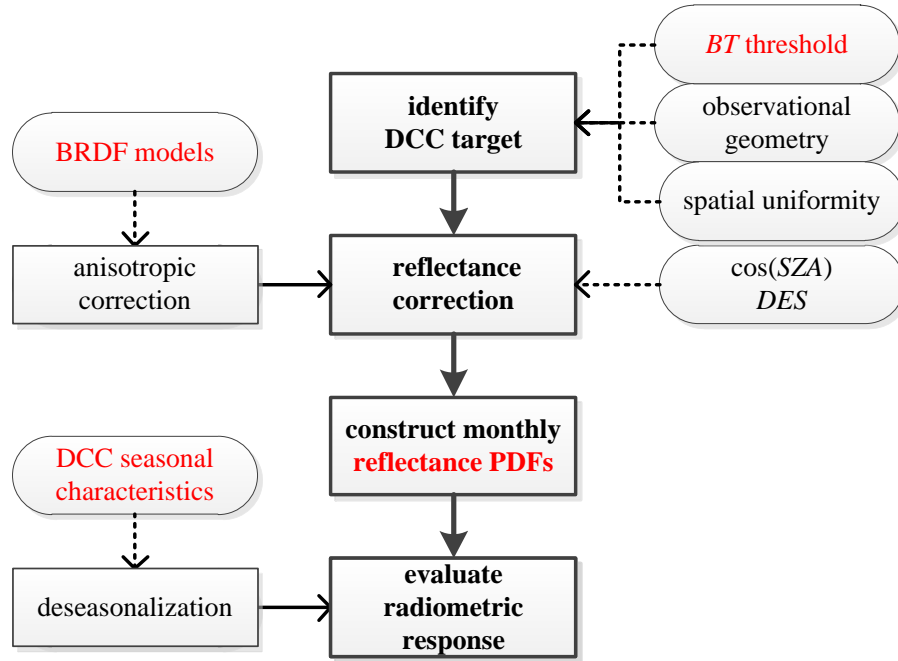 BT threshold
identify
DCC target
observational
geometry
spatial uniformity
BRDF models
anisotropic
correction
reflectance
correction
cos(SZA)
DES
construct monthly
reflectance PDFs
DCC seasonal
characteristics
deseasonalization
evaluate
radiometric
response